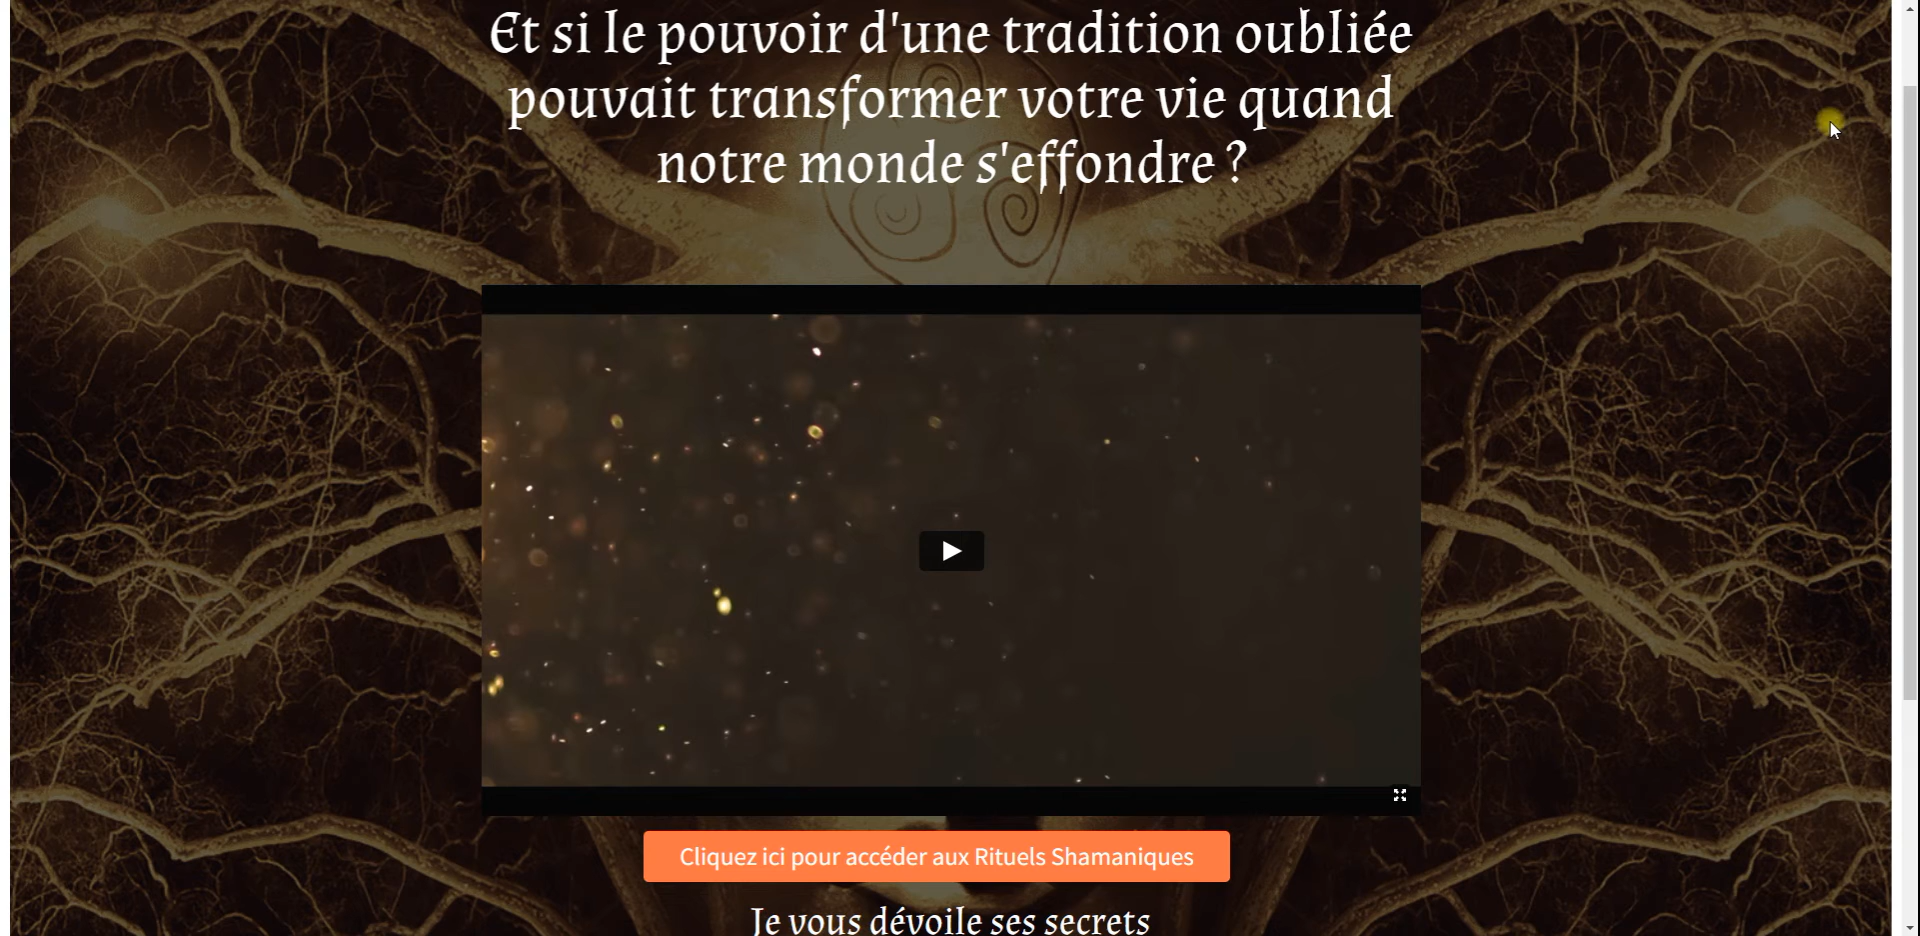 Et si le pouvoir d'une tradition oubliée
pouvait transformer votre vie quand
notre monde s'effondre ?
Cliquez ici pour accéder aux Rituels Shamaniques
Je vous dévoile ses secrets